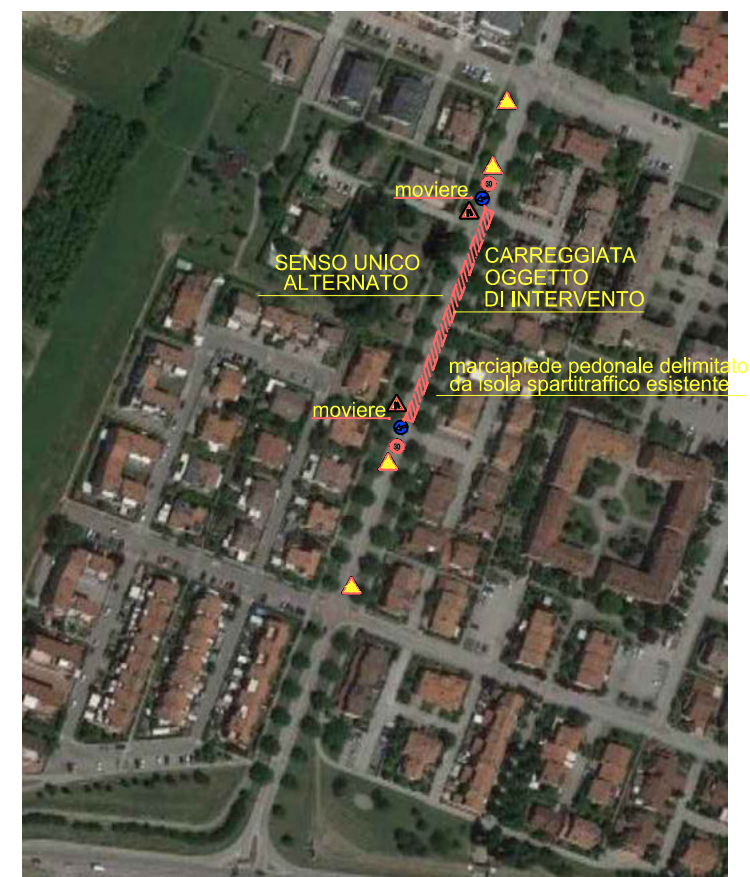 moviere
SENSO UNICO
ALTERNATO
CARREGGIATA
OGGETTO
DI INTERVENTO
marciapiede pedonale delimitato
da isola spartitraffico esistente
moviere